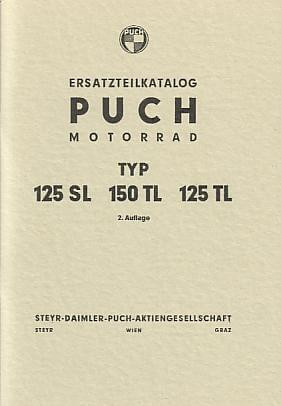 PUCH
ERSATZTEILKATALOG
PUCH
MOTORRAD
TYP
125 SL 150 TL 125 TL
2. Auflage
STEYR-DAIMLER-PUCH-AKTIENGESELLSCHAFT
STEYR WIEN GRAZ